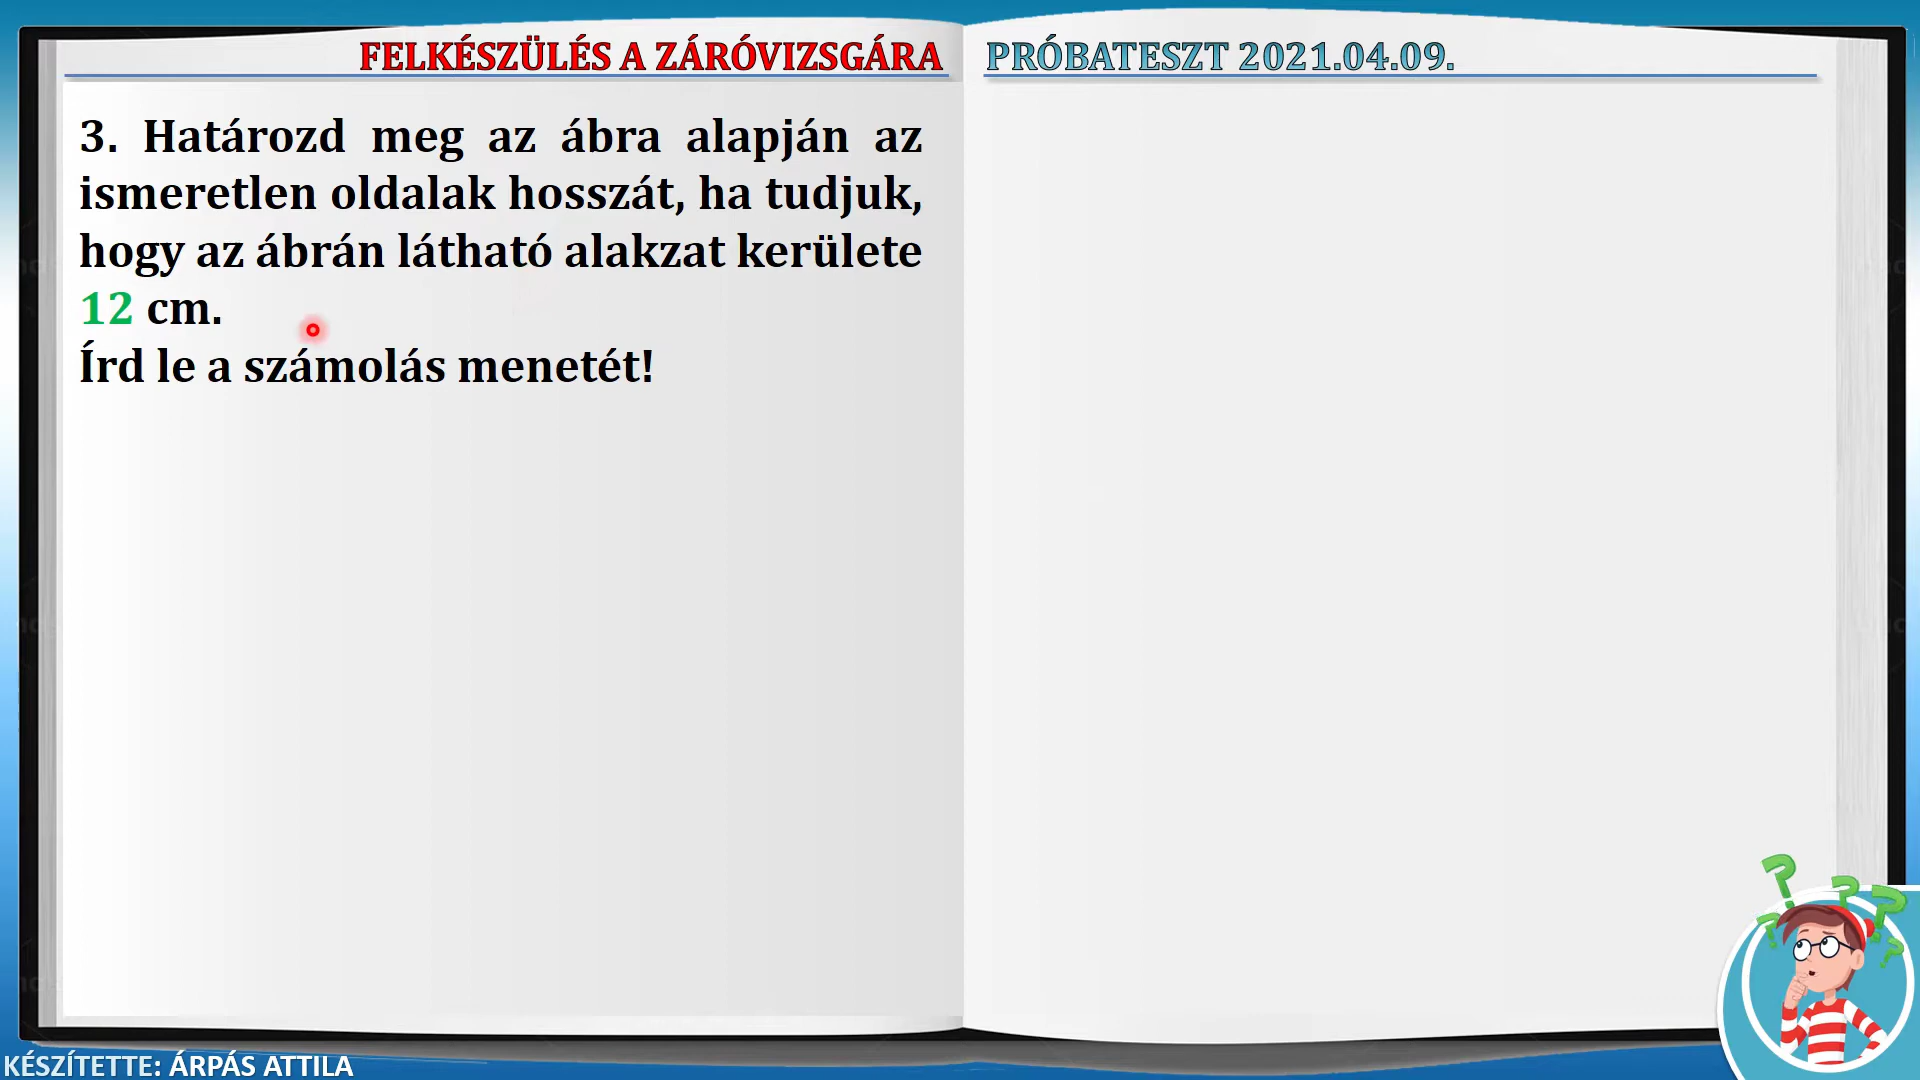 FELKÉSZÜLÉS A ZÁRÓVIZSGÁRA
PRÓBATESZT 2021.04.09.
3. Határozd meg az ábra alapján az
ismeretlen oldalak hosszát, ha tudjuk,
hogy az ábrán látható alakzat kerülete
12 cm.
Írd le a számolás menetét!
KÉSZÍTETTE: ÁRPÁS ATTILA